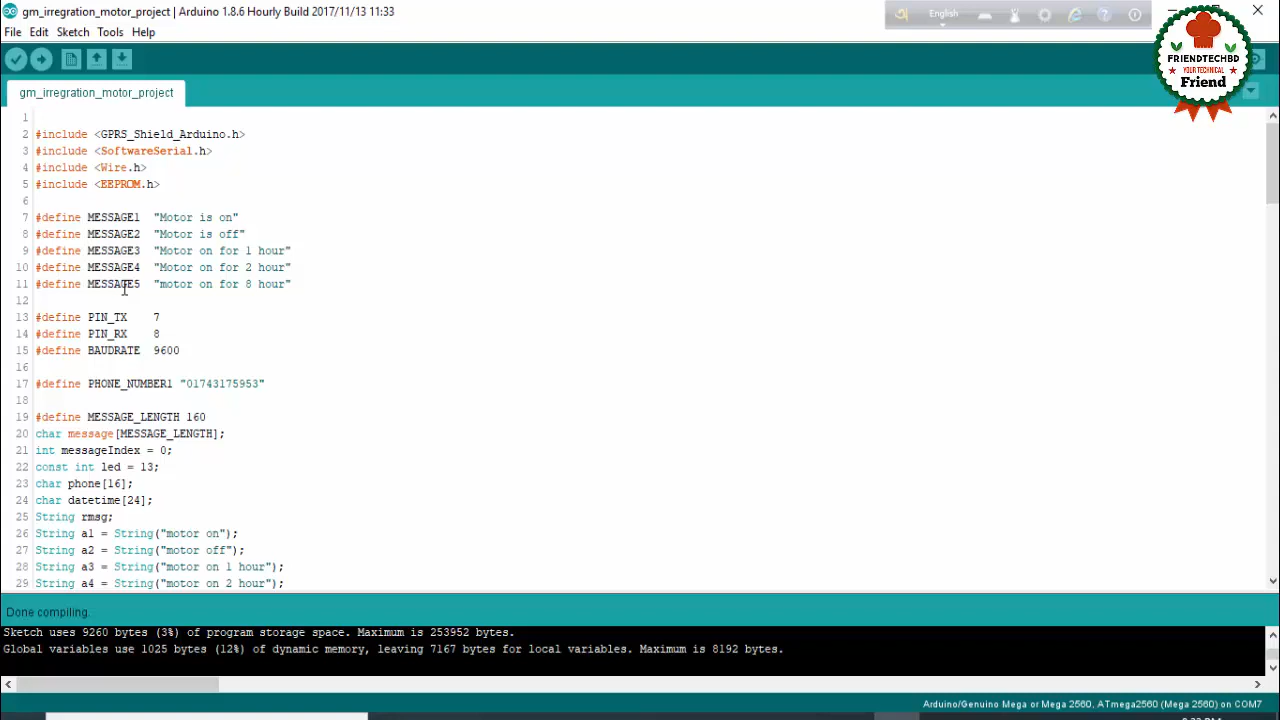 gm_irregration_motor_project | Arduino 1.8.6 Hourly Build 2017/11/13 11:33
English
File Edit Sketch Tools Help
FRIENDTECHBD
YOUR TECHNICAL
Friend
gm_irregration_motor_project
1
2 #include <GPRS_Shield_Arduino.h>
3 #include <SoftwareSerial.h>
4 #include <Wire.h>
5 #include <EEPROM.h>
6
7 #define MESSAGE1 "Motor is on"
8 #define MESSAGE2 "Motor is off"
9 #define MESSAGE3 "Motor on for 1 hour"
10 #define MESSAGE4 "Motor on for 2 hour"
11 #define MESSAGE5 "motor on for 8 hour"
12
13 #define PIN_TX 7
14 #define PIN_RX 8
15 #define BAUDRATE 9600
16
17 #define PHONE_NUMBER1 "01743175953"
18
19 #define MESSAGE_LENGTH 160
20 char message[MESSAGE_LENGTH];
21 int messageIndex = 0;
22 const int led = 13;
23 char phone[16];
24 char datetime[24];
25 String rmsg;
26 String a1 = String("motor on");
27 String a2 = String("motor off");
28 String a3 = String("motor on 1 hour");
29 String a4 = String("motor on 2 hour");
Done compiling.
Sketch uses 9260 bytes (3%) of program storage space. Maximum is 253952 bytes.
Global variables use 1025 bytes (12%) of dynamic memory, leaving 7167 bytes for local variables. Maximum is 8192 bytes.
Arduino/Genuino Mega or Mega 2560, ATmega2560 (Mega 2560) on COM7